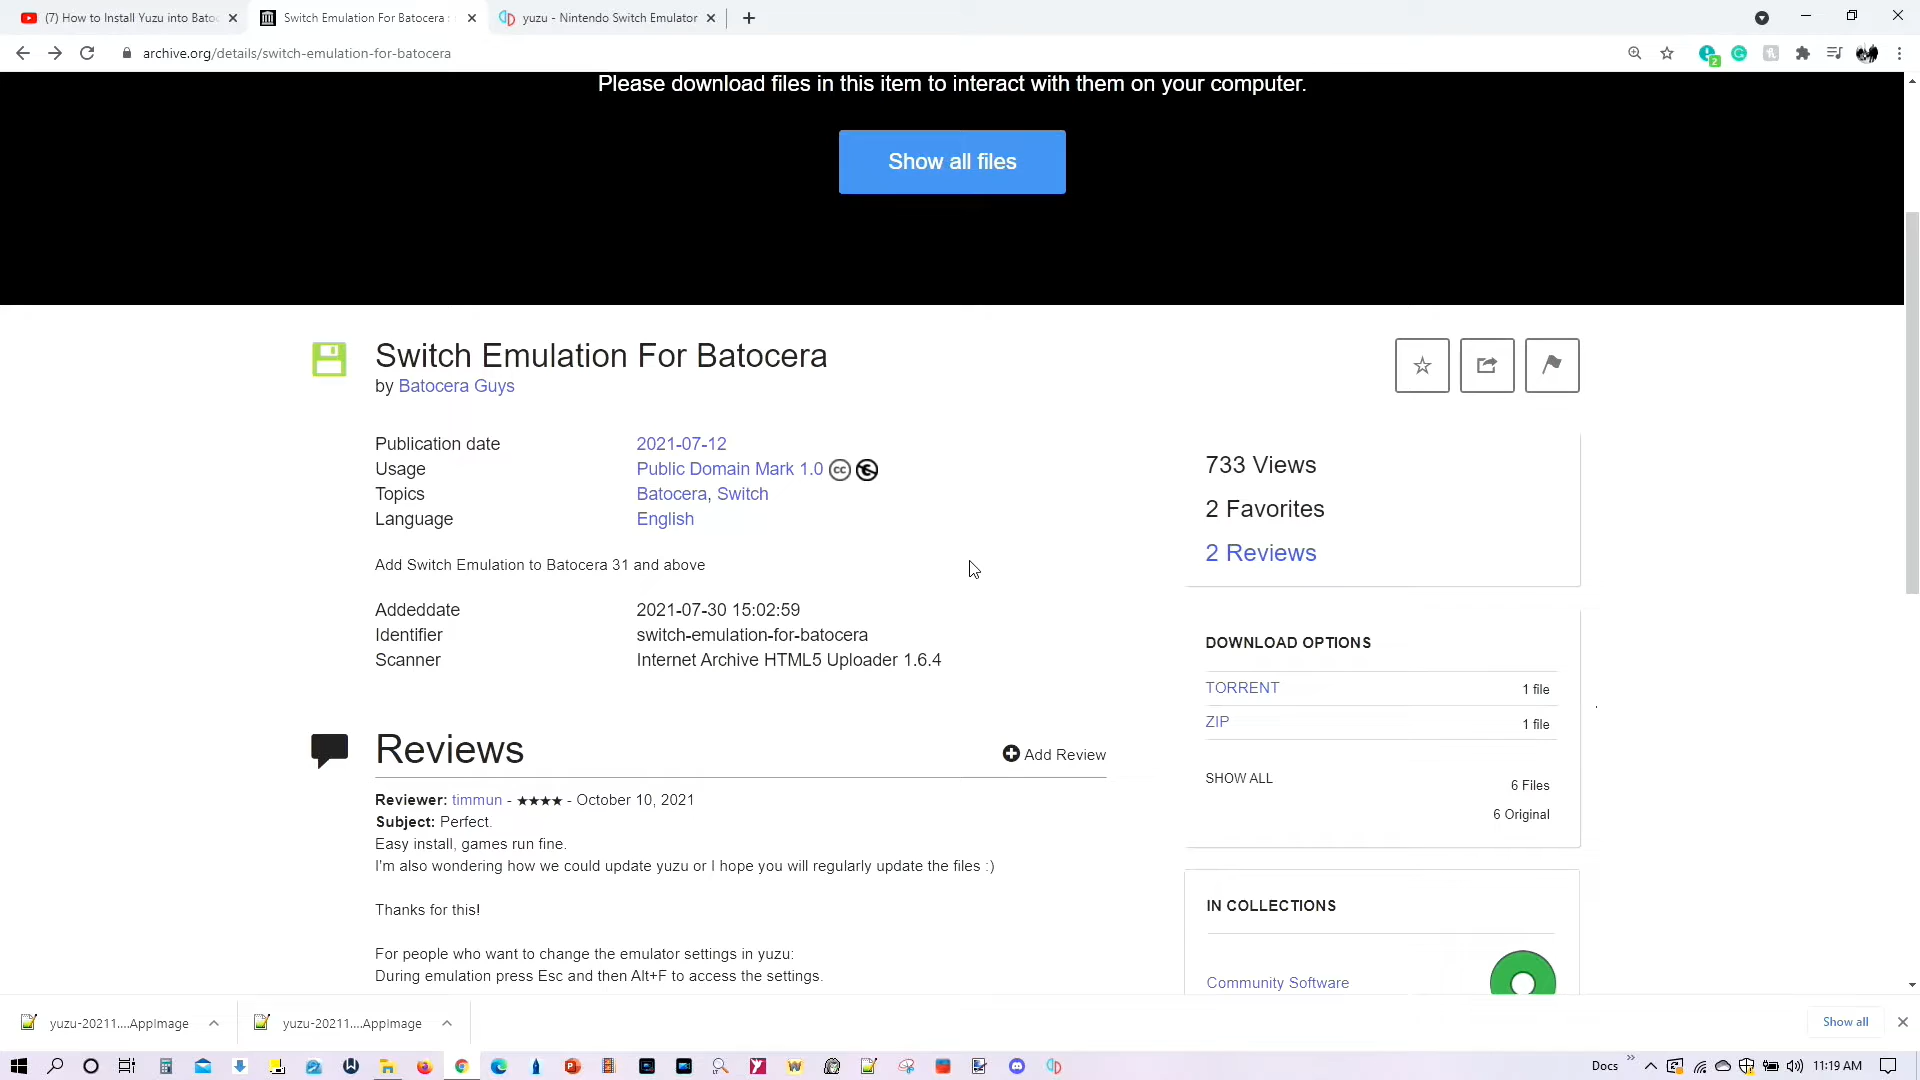 (7) How to Install Yuzu into Batoc
Switch Emulation For Batocera :
yuzu - Nintendo Switch Emulator
archive.org/details/switch-emulation-for-batocera
2
Please download files in this item to interact with them on your computer.
Show all files
Switch Emulation For Batocera
by Batocera Guys
Publication date 2021-07-12
Usage Public Domain Mark 1.0
Topics Batocera, Switch
Language English
Add Switch Emulation to Batocera 31 and above
Addeddate 2021-07-30 15:02:59
Identifier switch-emulation-for-batocera
Scanner Internet Archive HTML5 Uploader 1.6.4
733 Views
2 Favorites
2 Reviews
DOWNLOAD OPTIONS
TORRENT 1 file
ZIP 1 file
SHOW ALL 6 Files
6 Original
IN COLLECTIONS
Community Software
Reviews
Add Review
Reviewer: timmun - ★★★★ - October 10, 2021
Subject: Perfect.
Easy install, games run fine.
I'm also wondering how we could update yuzu or I hope you will regularly update the files :)
Thanks for this!
For people who want to change the emulator settings in yuzu:
During emulation press Esc and then Alt+F to access the settings.
yuzu-20211....AppImage
yuzu-20211....AppImage
Show all
Docs
11:19 AM